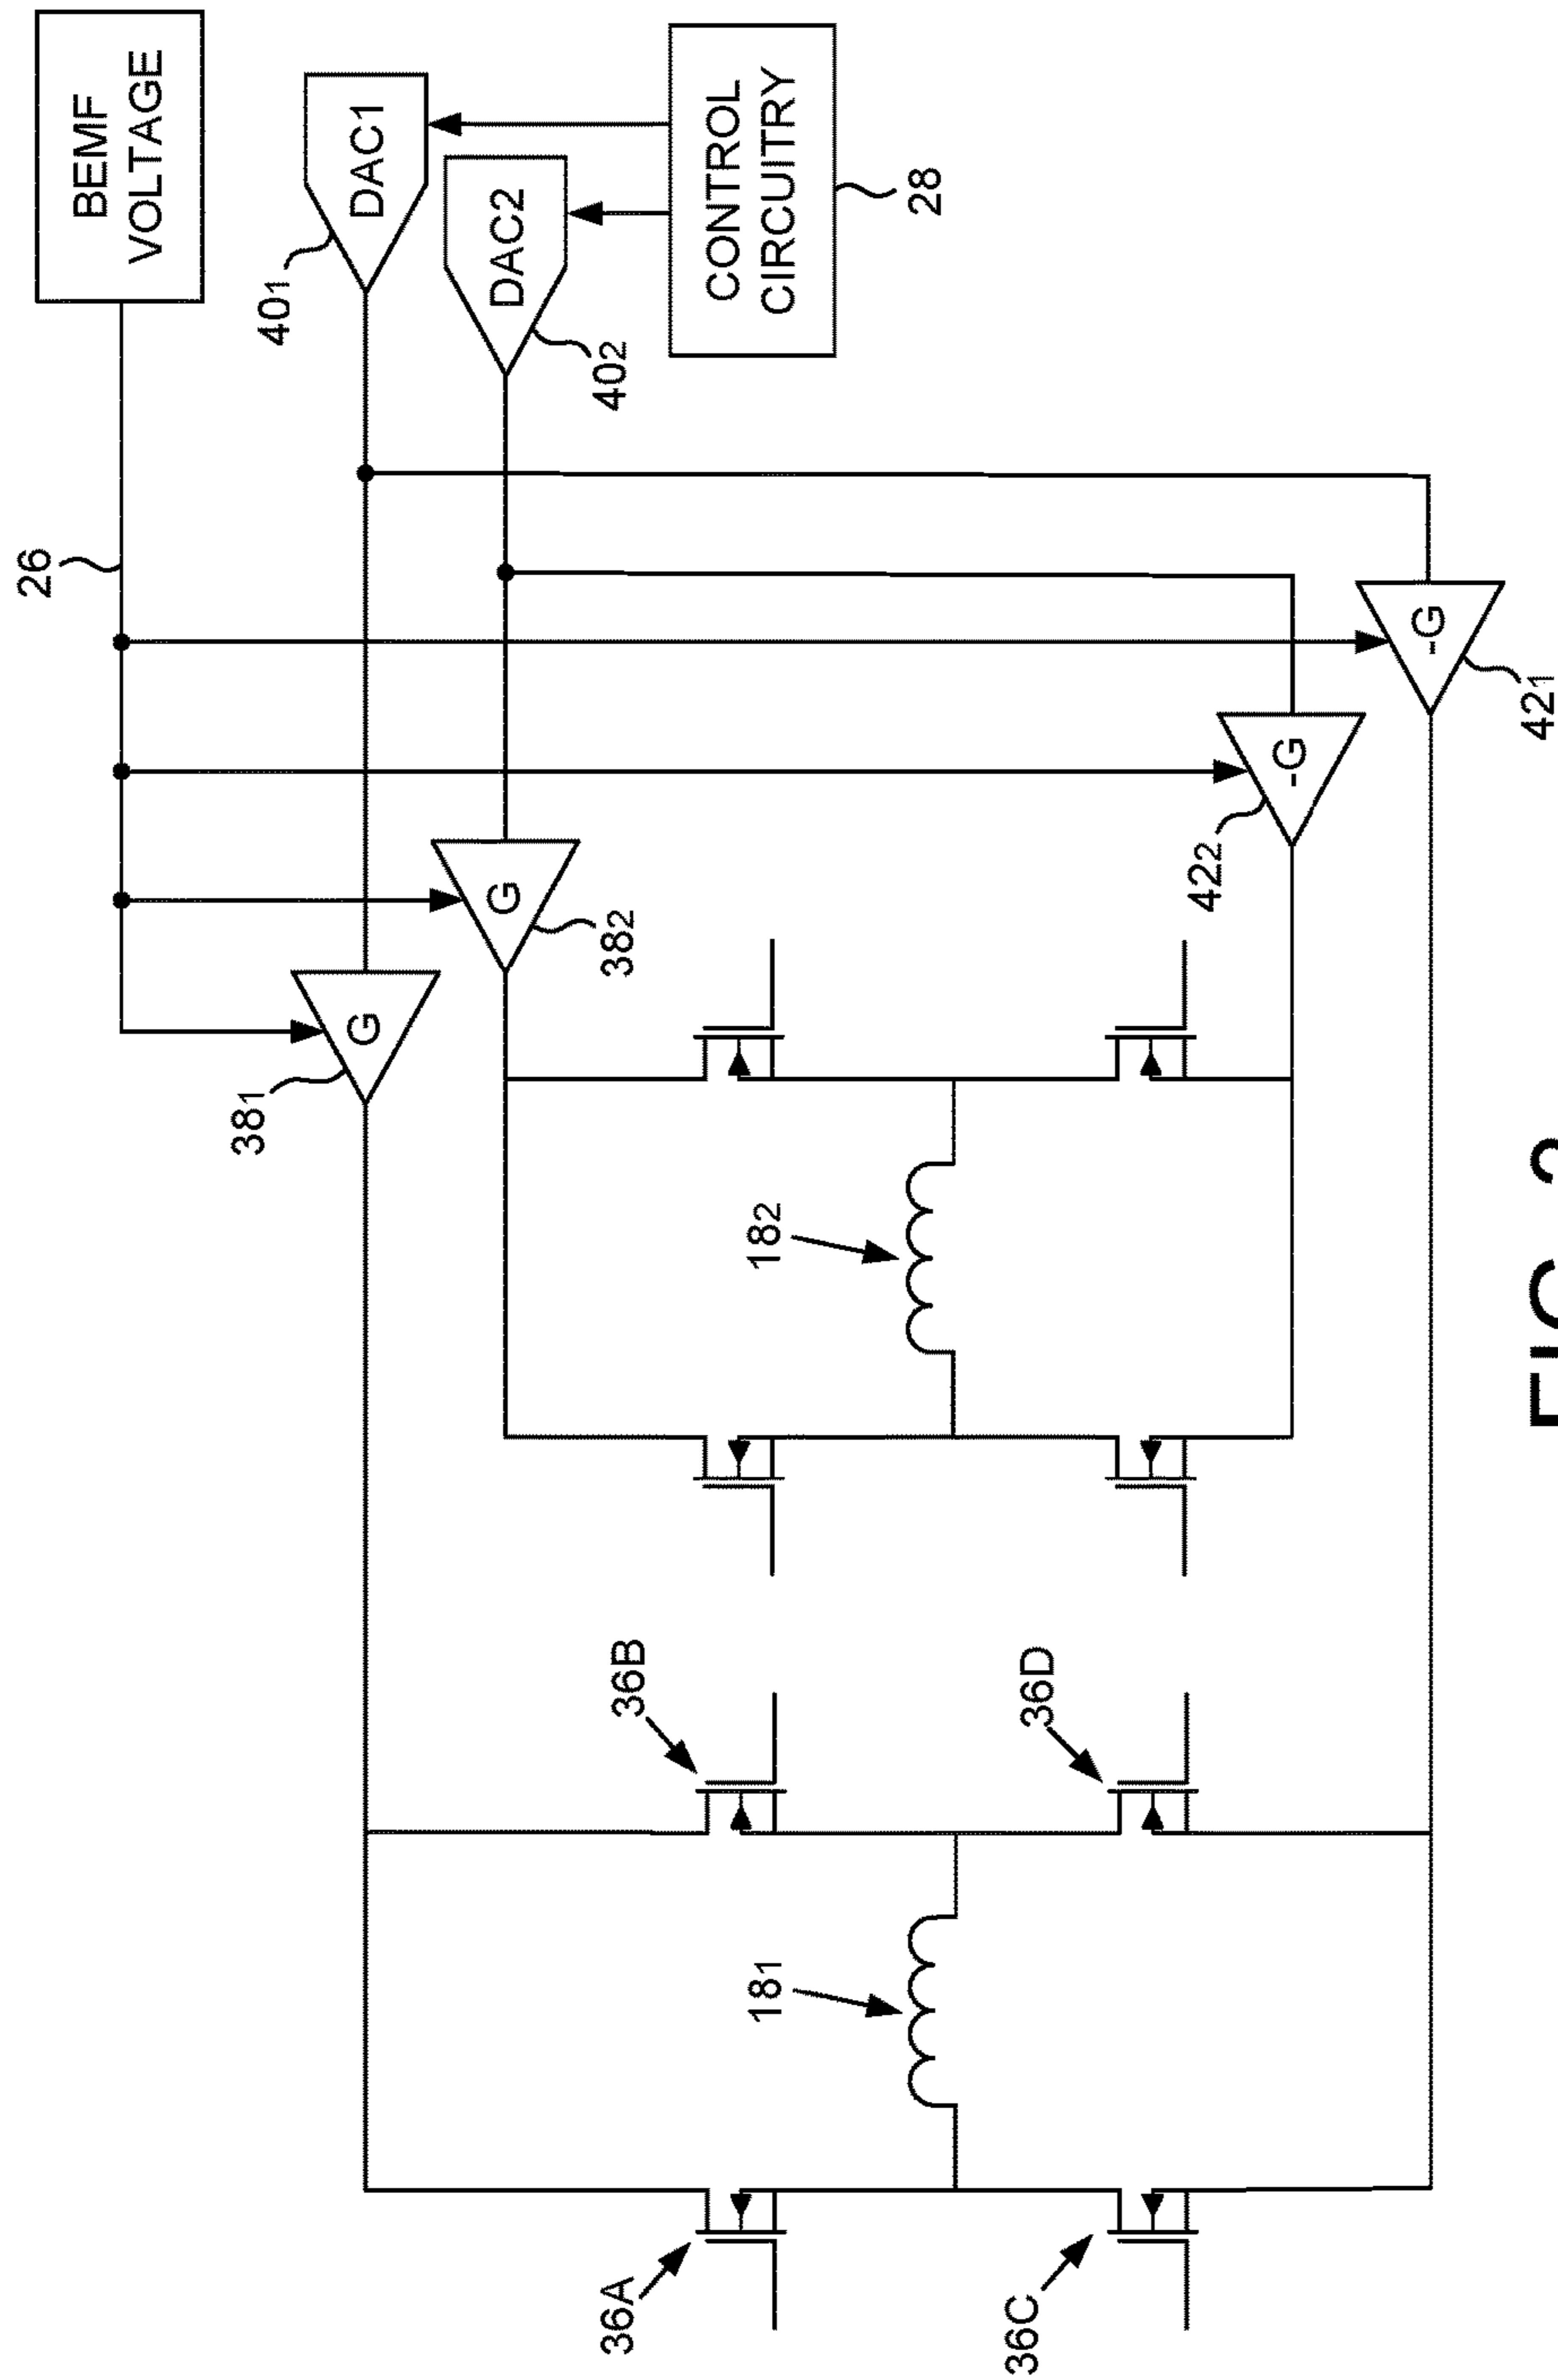 BEMF
VOLTAGE
26
DAC1
401
DAC2
402
CONTROL
CIRCUITRY
28
G
381
G
382
-G
422
-G
421
182
36B
36D
181
36A
36C